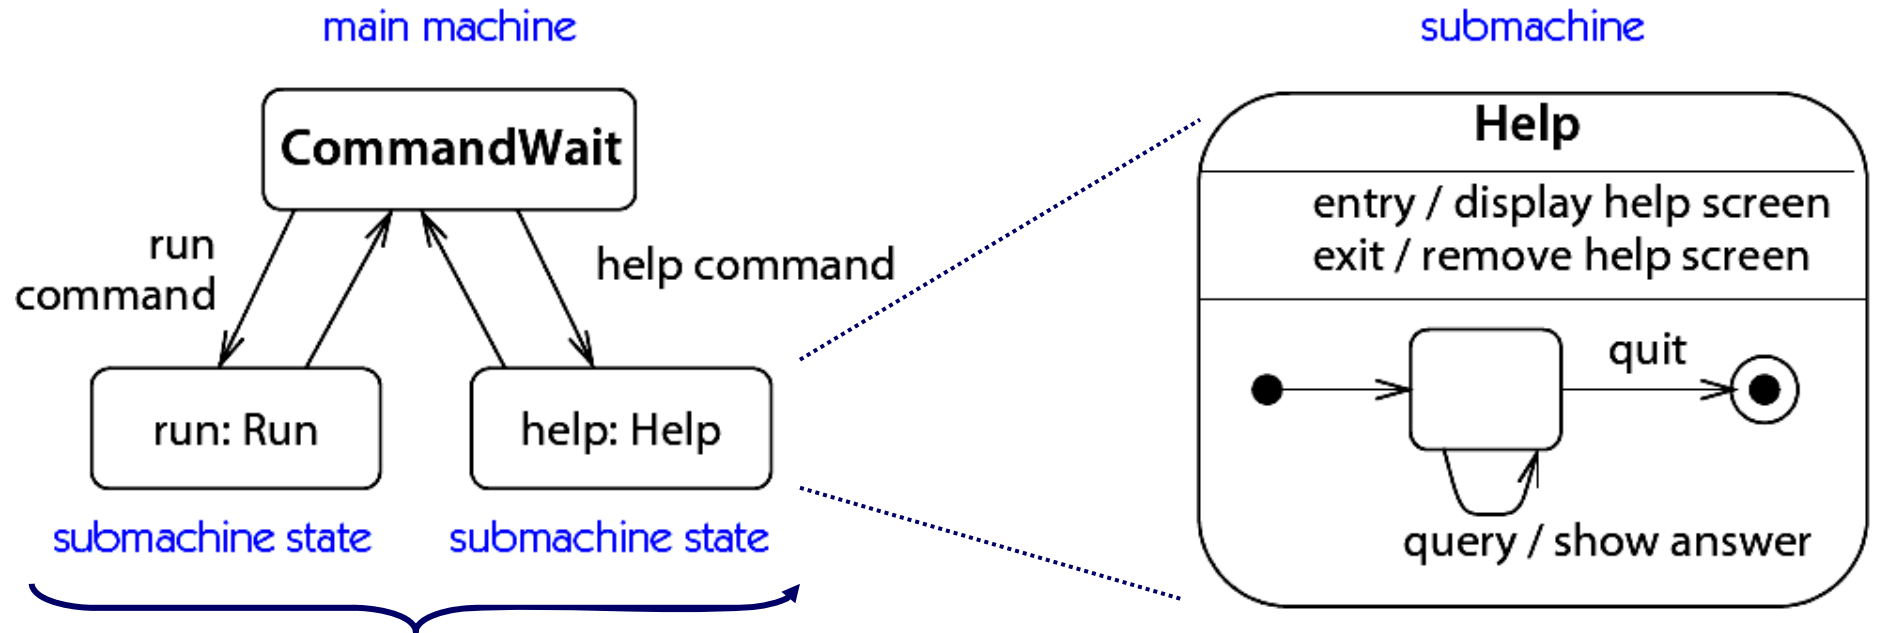 main machine
submachine
CommandWait
run
command
help command
run: Run
help: Help
submachine state
submachine state
Help
entry / display help screen
exit / remove help screen
quit
query / show answer